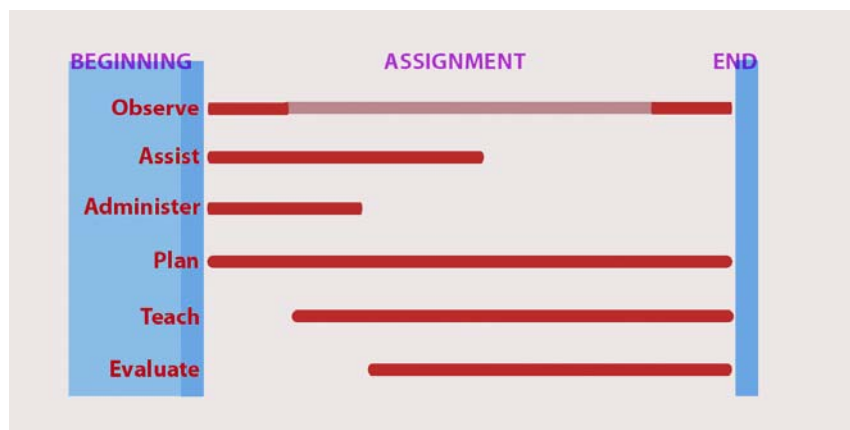 BEGINNING ASSIGNMENT END
Observe
Assist
Administer
Plan
Teach
Evaluate